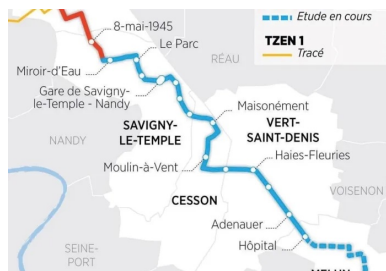 Etude en cours
TZEN 1
Tracé
8-mai-1945
Le Parc
RÉAU
Miroir-d'Eau
Gare de Savigny-
le-Temple - Nandy
Maisonément
SAVIGNY-
LE-TEMPLE
VERT-
SAINT-DENIS
NANDY
Moulin-à-Vent
Haies-Fleuries
VOISENON
CESSON
Adenauer
Hôpital
SEINE-
PORT
MELUN